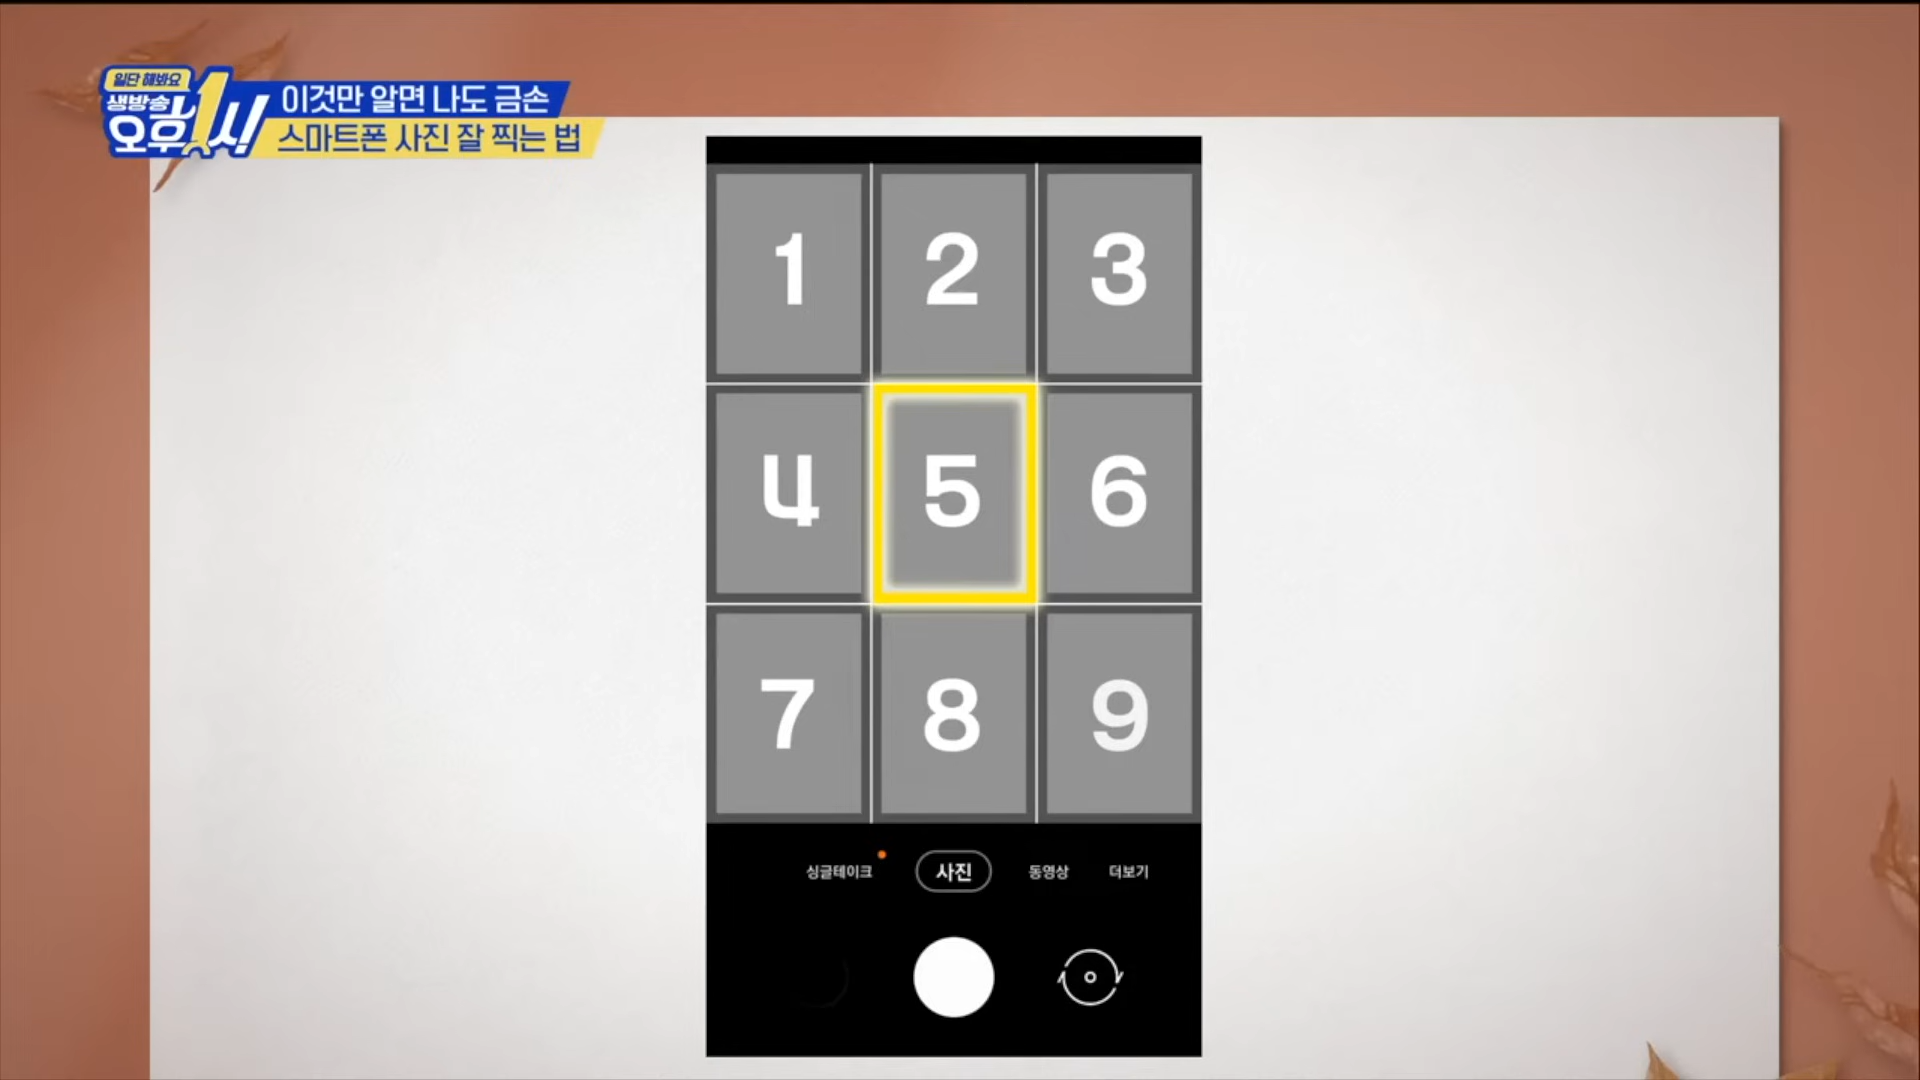 일단 해봐요
생방송
오후1시!
이것만 알면 나도 금손
스마트폰 사진 잘 찍는 법
1 2 3
4 5 6
7 8 9
싱글테이크 사진 동영상 더보기